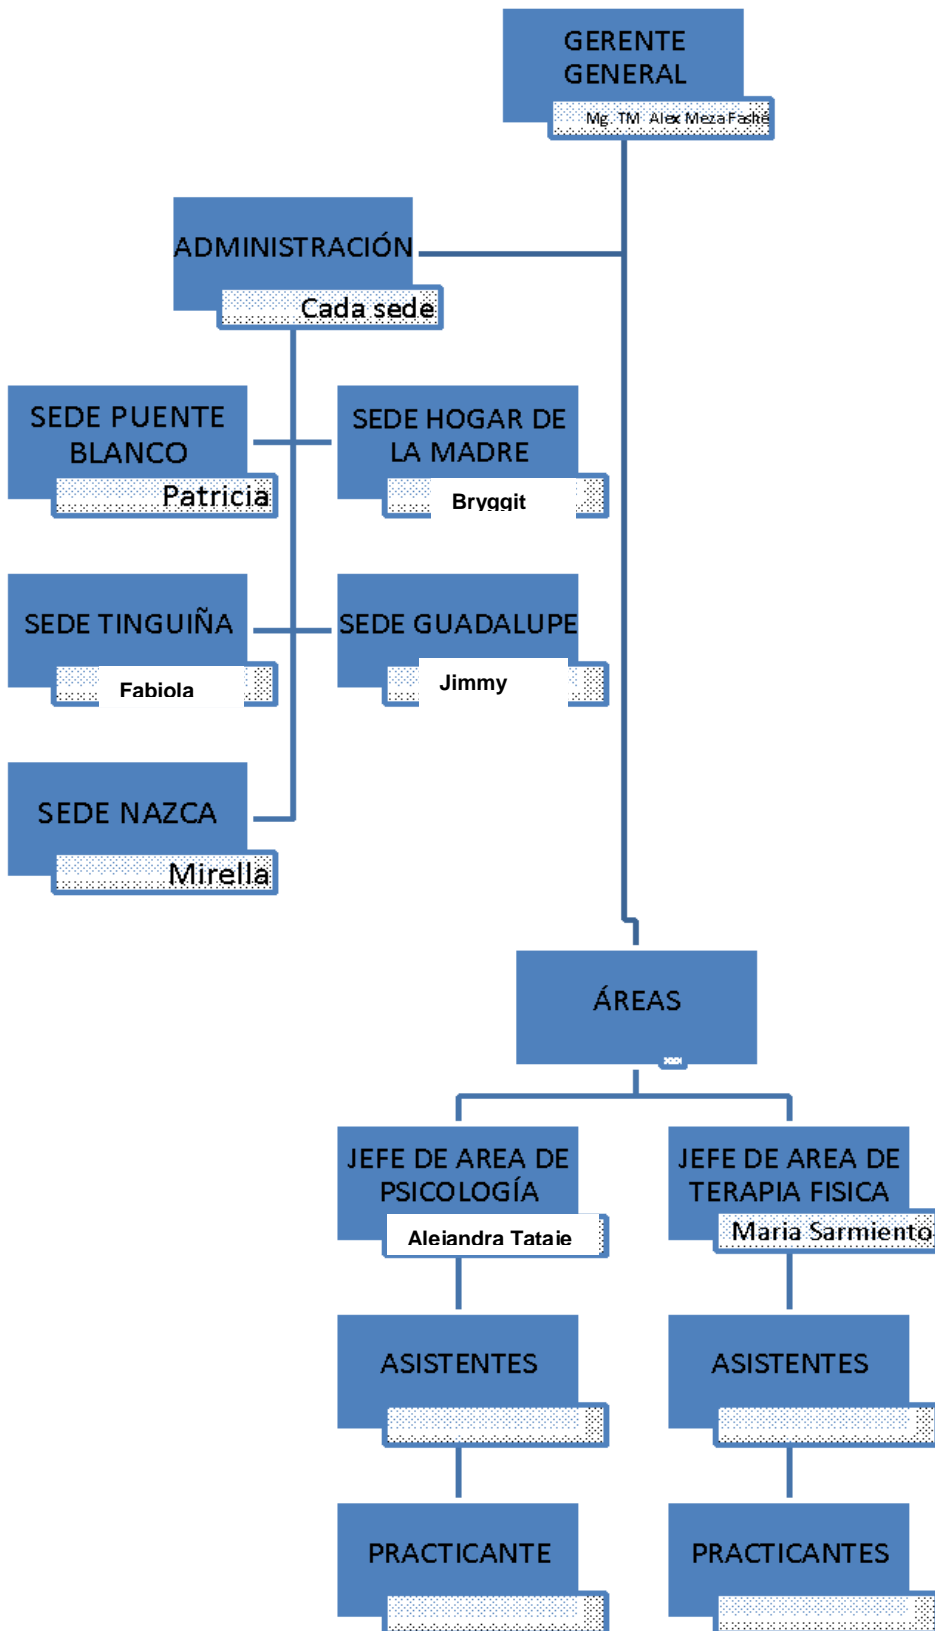 GERENTE
GENERAL
Mg. TM Alex Meza Fashé
ADMINISTRACIÓN
Cada sede
SEDE PUENTE
BLANCO
Patricia
SEDE HOGAR DE
LA MADRE
Bryggit
SEDE TINGUIÑA
Fabiola
SEDE GUADALUPE
Jimmy
SEDE NAZCA
Mirella
ÁREAS
xxx
JEFE DE AREA DE
PSICOLOGÍA
Alejandra Tataje
JEFE DE AREA DE
TERAPIA FISICA
Maria Sarmiento
ASISTENTES
ASISTENTES
PRACTICANTE
PRACTICANTES